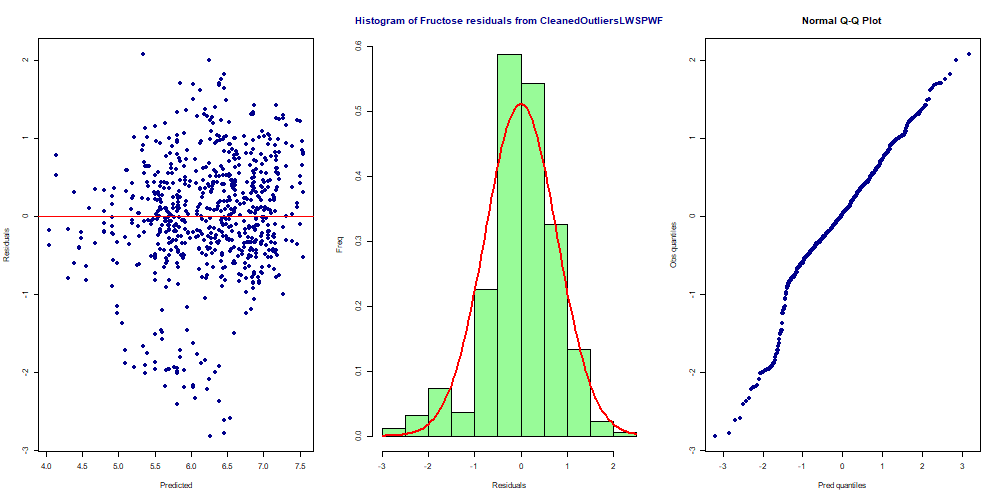 Histogram of Fructose residuals from CleanedOutliersLWSPWF
Normal Q-Q Plot
Residuals
2
1
0
-1
-2
-3
4.0 4.5 5.0 5.5 6.0 6.5 7.0 7.5
Predicted
Freq
0.6
0.5
0.4
0.3
0.2
0.1
0.0
-3 -2 -1 0 1 2
Residuals
Obs quantiles
2
1
0
-1
-2
-3
-3 -2 -1 0 1 2 3
Pred quantiles